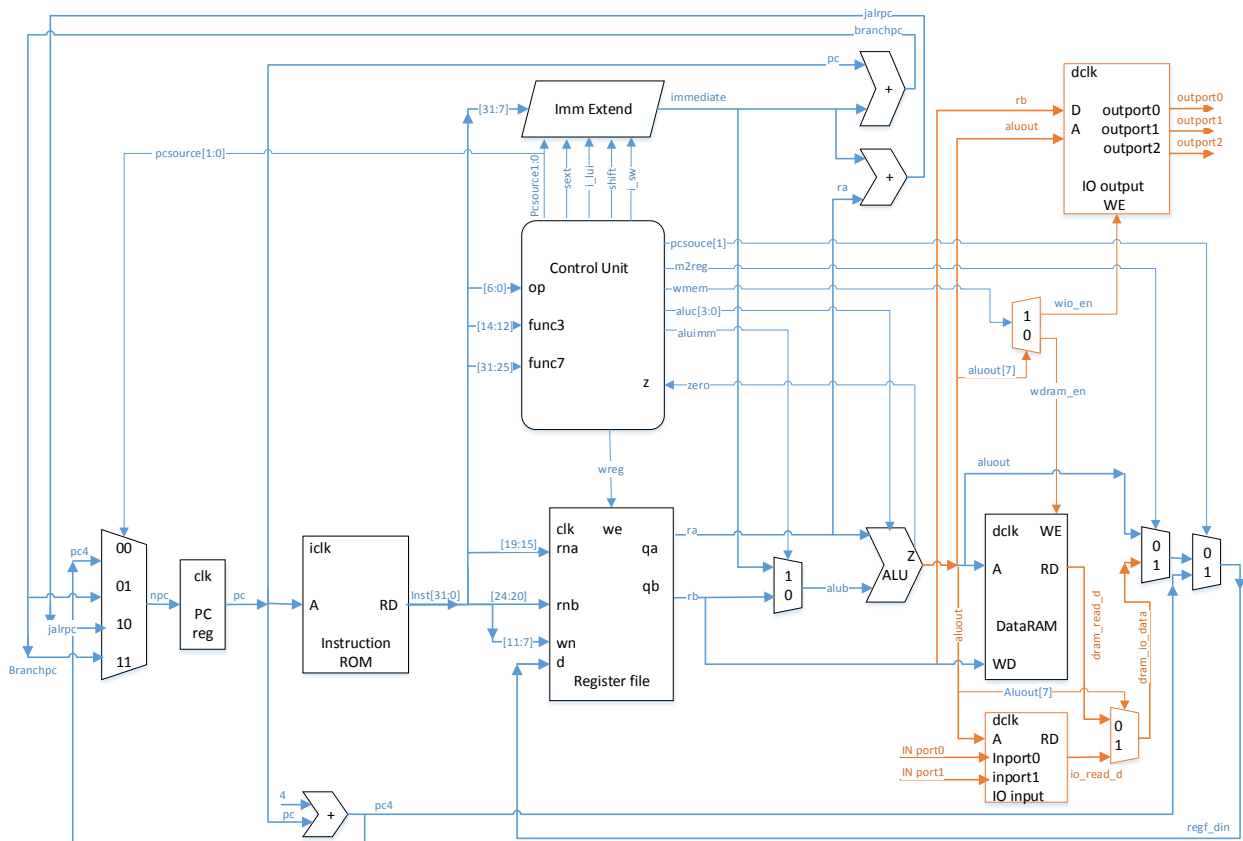 jalrpc
branchpc
pc
+
dclk
D
A
outport0
outport1
outport2
IO output
WE
outport0
outport1
outport2
rb
aluout
[31:7]
Imm Extend
immediate
pcsource[1:0]
Pcsource1:0
sext
i_lui
shift
i_sw
+
ra
Control Unit
op
func3
func7
z
[6:0]
[14:12]
[31:25]
pcsouce[1]
m2reg
wmem
aluc[3:0]
aluimm
zero
1
0
wio_en
aluout[7]
wdram_en
wreg
aluout
00
01
10
11
pc4
jalrpc
Branchpc
npc
clk
PC
reg
pc
iclk
A
RD
Instruction
ROM
Inst[31:0]
[19:15]
[24:20]
[11:7]
clk
we
rna
qa
qb
rnb
wn
d
Register file
ra
rb
1
0
alub
Z
ALU
aluout
dclk
WE
A
RD
DataRAM
WD
dram_read_d
dram_io_data
0
1
0
1
Aluout[7]
0
1
dclk
A
RD
Inport0
inport1
IO input
IN port0
IN port1
io_read_d
4
pc
+
pc4
regf_din